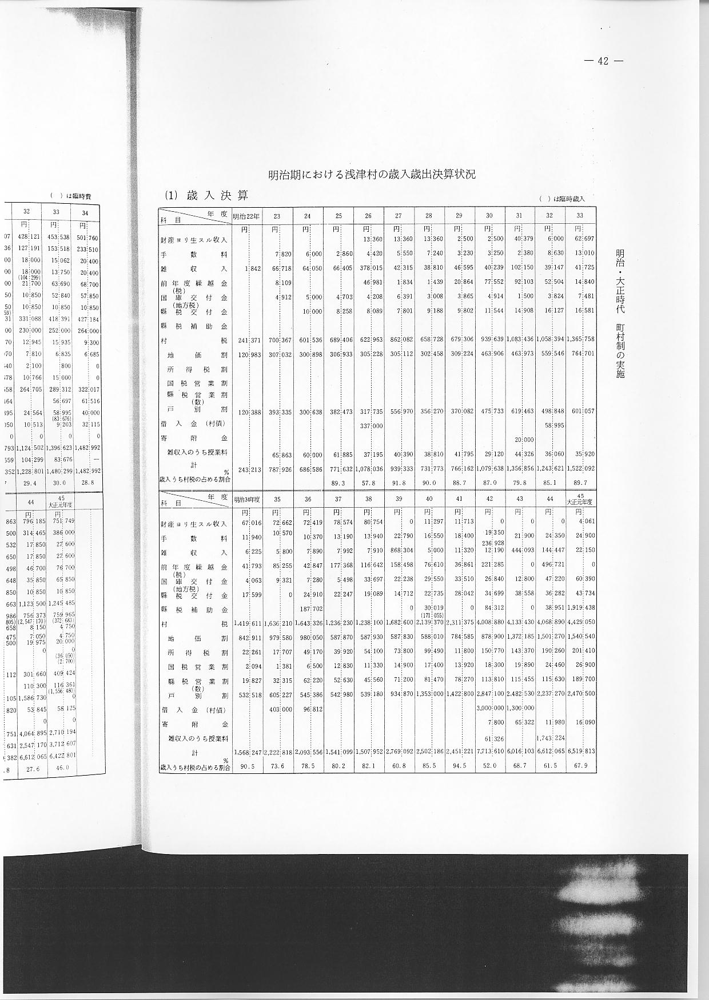 — 42 —
明治・大正時代 町村制の実施
明治期における浅津村の歳入歳出決算状況
(1) 歳入決算
( )は臨時歳入
科目 年度 明治22年 23 24 25 26 27 28 29 30 31 32 33
円 円 円 円 円 円 円 円 円 円 円 円
財産ヨリ生スル収入 13 360 13 360 13 360 2 500 2 500 40 379 6 000 62 697
手数料 7 820 6 000 2 860 4 420 5 550 7 240 3 230 3 250 2 380 8 630 13 010
雑収入 1 842 66 718 64 050 66 405 378 015 42 315 38 810 46 595 40 239 102 150 39 147 41 725
前年度繰越金 8 109 46 981 1 834 1 439 20 864 77 552 92 103 52 504 14 840
(税)
国庫交付金 4 912 5 000 4 703 4 208 6 391 3 008 3 865 4 914 1 500 3 824 7 481
(地方税)
縣税交付金 10 000 8 258 8 089 7 801 9 188 9 802 11 544 14 908 16 127 16 581
縣税補助金
村税 241 371 700 367 601 536 689 406 622 963 862 082 658 728 679 306 939 639 1,083 436 1,058 394 1,365 758
地価割 120 983 307 032 300 898 306 933 305 228 305 112 302 458 309 224 463 906 463 973 559 546 764 701
所得税割
国税営業割
縣税営業割
(数)
戸別割 120 388 393 335 300 638 382 473 317 735 556 970 356 270 370 082 475 733 619 463 498 848 601 057
借入金(村債) 337 000 58 995
寄附金 20 000
雑収入のうち授業料 65 863 60 000 61 885 37 195 40 390 38 810 41 795 29 120 44 326 36 060 35 920
計 243 213 787 926 686 586 771 632 1,078 036 939 333 731 773 766 162 1,079 638 1,356 856 1,243 621 1,522 092
%
歳入うち村税の占める割合 89.3 57.8 91.8 90.0 88.7 87.0 79.8 85.1 89.7
科目 年度 明治34年度 35 36 37 38 39 40 41 42 43 44 45 大正元年度
円 円 円 円 円 円 円 円 円 円 円 円
財産ヨリ生スル収入 67 016 72 662 72 419 78 574 80 754 0 11 297 11 713 0 0 0 4 061
手数料 11 940 10 570 10 370 13 190 13 940 22 790 16 550 18 400 19 350 21 900 24 350 24 900
236 928
雑収入 6 225 5 800 7 890 7 992 7 910 868 304 5 000 11 320 12 190 444 093 144 447 22 150
前年度繰越金 41 793 85 255 42 847 177 368 116 642 158 498 76 610 36 861 221 285 0 496 721 0
(税)
国庫交付金 4 063 9 321 7 280 5 498 33 697 22 238 29 550 33 510 26 840 12 800 47 220 60 390
(地方税)
縣税交付金 17 599 0 24 910 22 247 19 089 14 712 22 735 28 042 34 699 38 558 36 282 43 734
縣税補助金 187 702 0 30 019 0 84 312 0 38 951 1,919 438
(171 055)
村税 1,419 611 1,636 210 1,643 326 1,236 230 1,238 100 1,682 600 2,139 370 2,311 375 4,008 880 4,133 430 4,068 890 4,429 050
地価割 842 911 979 580 980 050 587 870 587 930 587 830 588 010 784 585 878 900 1,372 185 1,501 270 1,540 540
所得税割 22 261 17 707 49 170 39 920 54 100 73 800 99 490 11 800 150 770 143 370 190 260 201 410
国税営業割 2 094 1 381 6 500 12 830 11 330 14 900 17 400 13 920 18 300 19 890 24 460 26 900
縣税営業割 19 827 32 315 62 220 52 630 45 560 71 200 81 470 78 270 113 810 115 455 115 630 189 700
(数)
戸別割 532 518 605 227 545 386 542 980 539 180 934 870 1,353 000 1,422 800 2,847 100 2,482 530 2,237 270 2,470 500
借入金(村債) 403 000 96 812 3,000 000 1,300 000
寄附金 7 800 65 322 11 980 16 090
雑収入のうち授業料 61 326 1,743 224
計 1,568 247 2,222 818 2,093 556 1,541 099 1,507 952 2,769 092 2,502 186 2,451 221 7,713 610 6,016 103 6,612 065 6,519 813
%
歳入うち村税の占める割合 90.5 73.6 78.5 80.2 82.1 60.8 85.5 94.5 52.0 68.7 61.5 67.9
( )は臨時費
32 33 34
円 円 円
07 428 121 453 538 501 760
36 127 191 153 518 233 510
00 18 000 15 062 20 400
00 18 000 13 750 20 400
(104 299)
00 21 700 63 690 68 700
50 10 850 52 840 57 850
50 10 850 10 850 10 850
59)
31 331 088 418 391 427 184
00 230 000 252 000 264 000
70 12 945 15 935 9 300
70 7 810 6 835 6 685
40 2 100 800 0
78 10 766 15 000 0
58 264 705 289 312 322 017
64 56 697 61 516
95 24 564 58 995 40 000
(83 676)
050 10 513 9 203 32 115
0 0 0 0
793 1,124 502 1,396 623 1,482 992
559 104 299 83 676 —
352 1,228 801 1,480 299 1,482 992
29.4 30.0 28.8
44 45 大正元年度
円 円
863 796 185 751 749
500 314 465 386 000
532 17 850 27 600
650 17 850 27 600
498 46 700 76 700
648 35 850 65 850
850 10 850 10 850
663 1,123 500 1,245 485
986 756 373 759 965
805) (2,547 170) (372 683)
658 8 150 4 750
475 7 050 4 750
500 19 975 20 000
0 0
(36 050)
(2 700)
112 301 660 409 424
110 300 116 361
(1,556 480)
105 1,586 730 0
820 53 845 58 125
0 0
751 4,064 895 2,710 194
631 2,547 170 3,712 607
382 6,612 065 6,422 801
.8 27.6 46.0